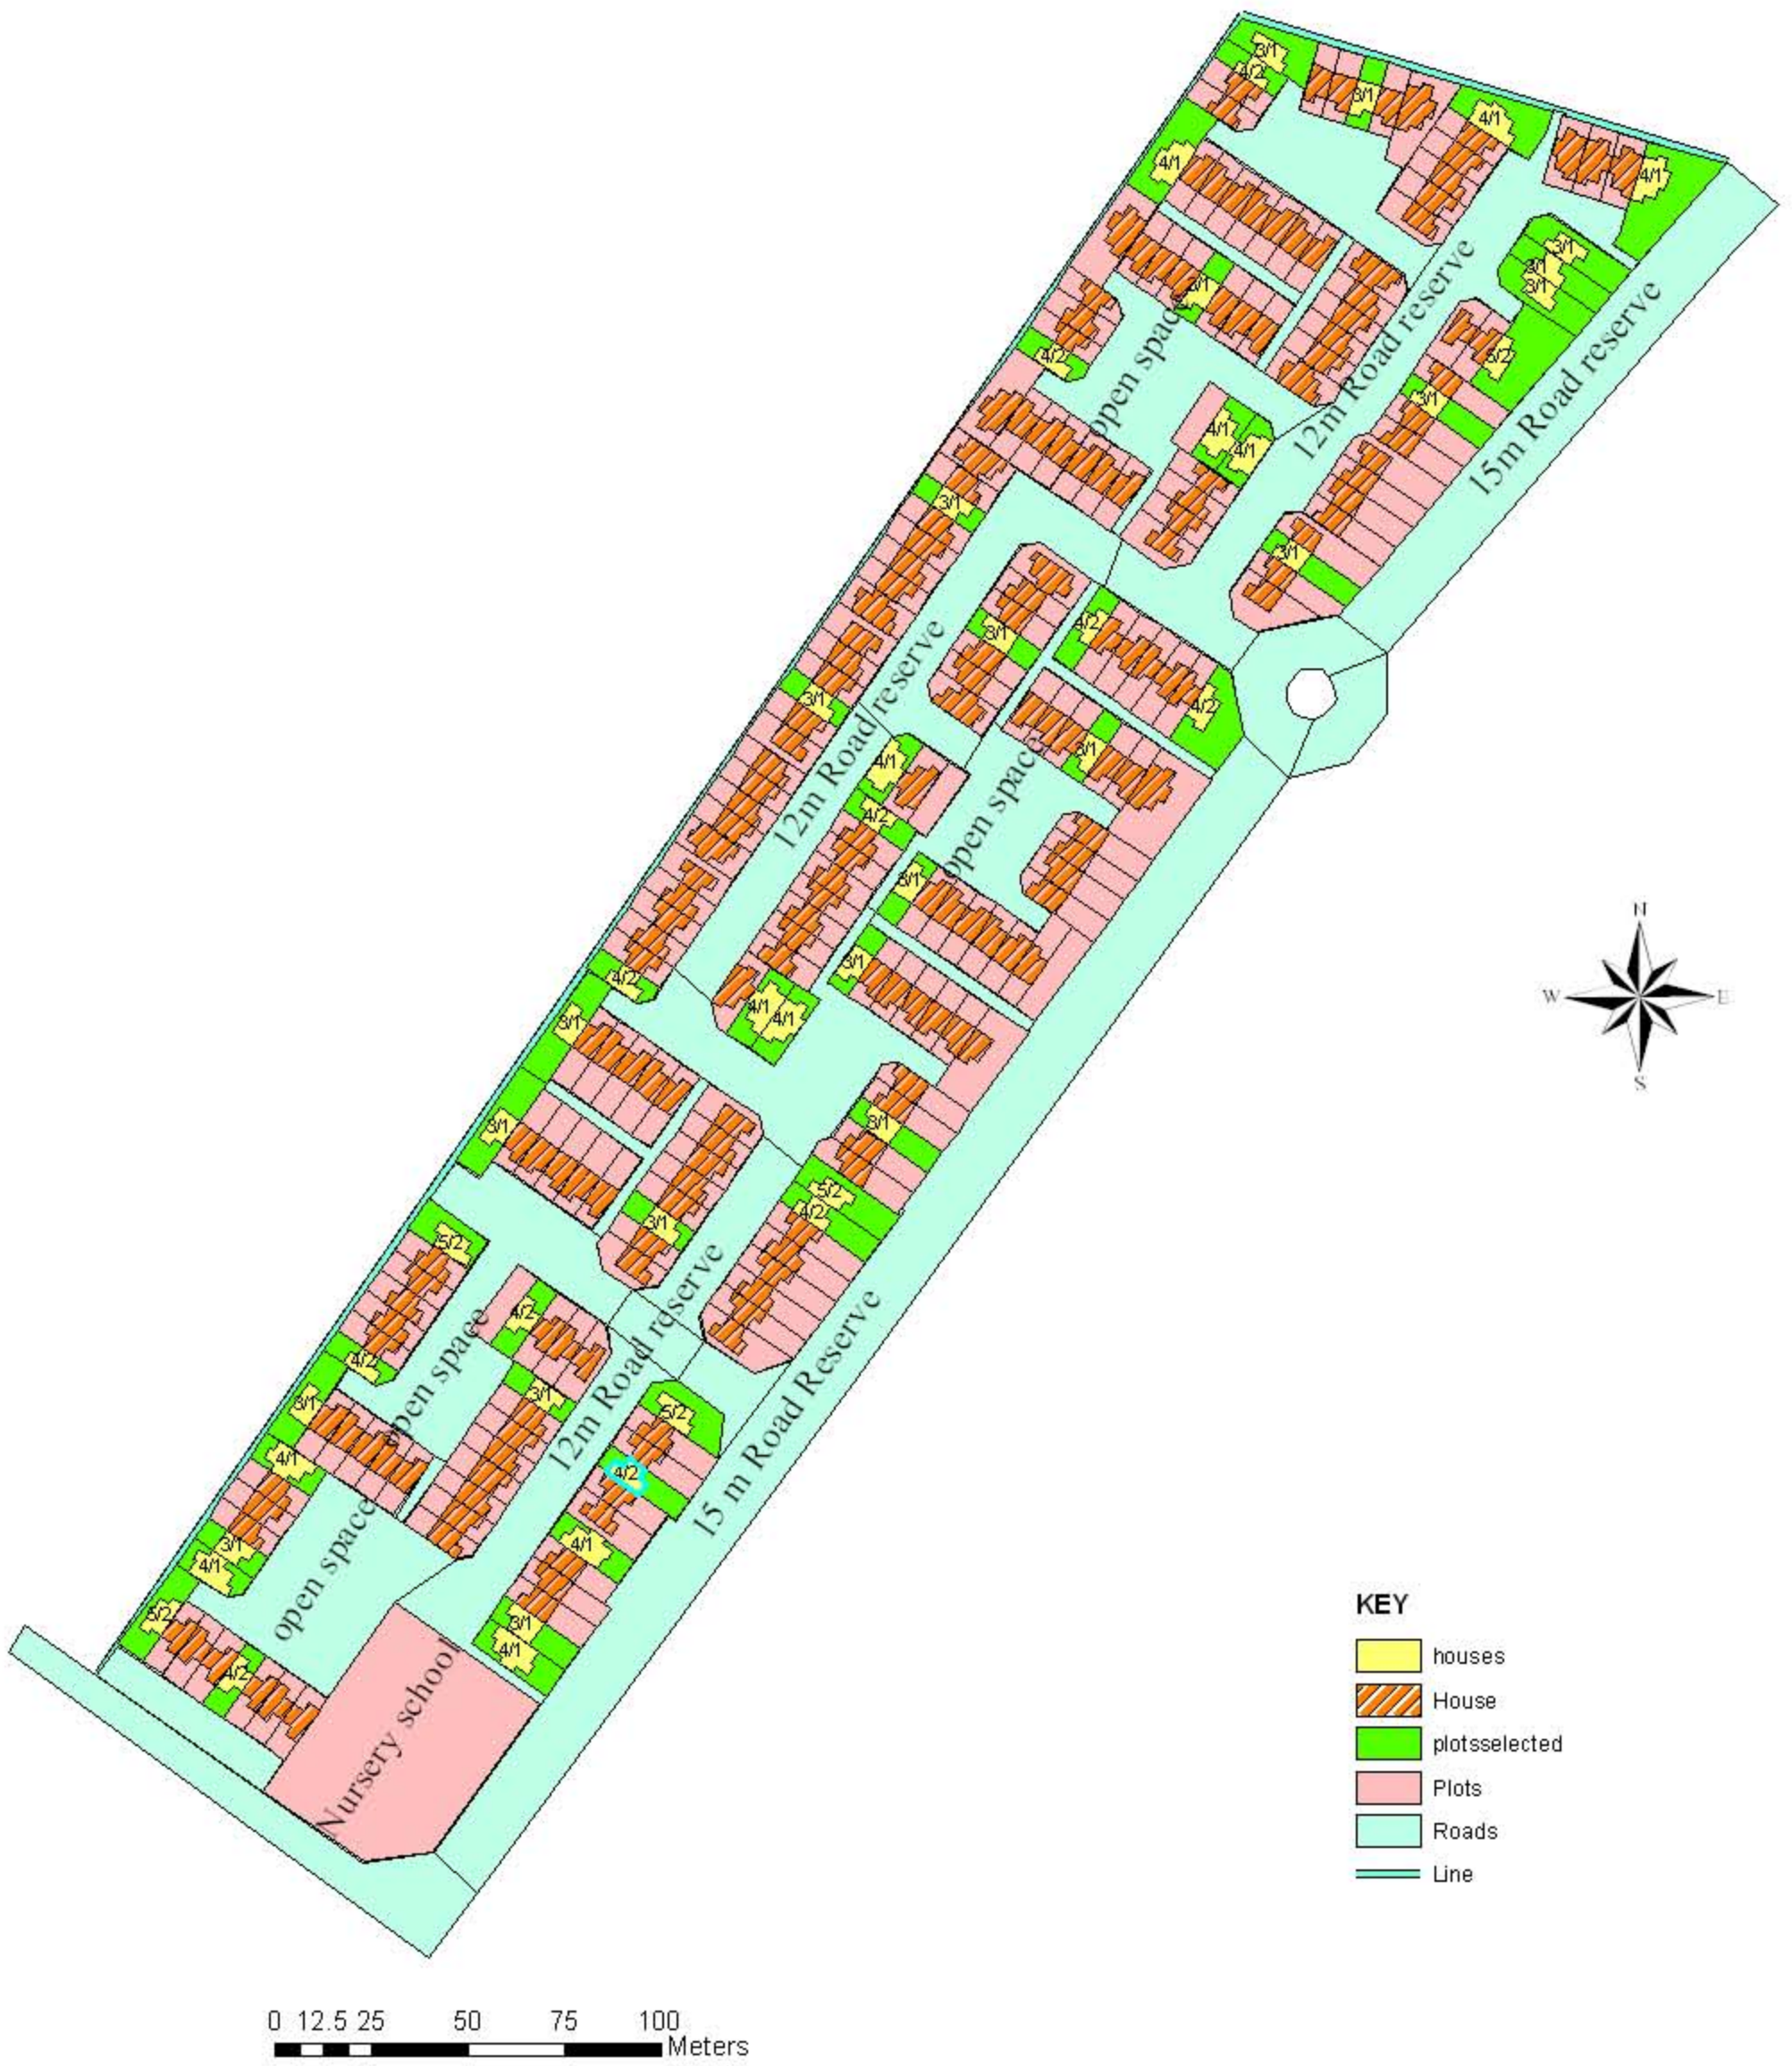 3/1
4/2
3/1
4/1
4/1
4/1
3/1
3/1
3/1
3/1
4/2
5/2
3/1
12m Road reserve
15m Road reserve
open space
4/1
4/1
3/1
3/1
4/2
3/1
4/2
3/1
3/1
12m Road/reserve
open space
4/1
4/2
3/1
3/1
4/2
4/1
4/1
3/1
3/1
3/1
5/2
4/2
3/1
5/2
4/2
12m Road reserve
15 m Road Reserve
open space
4/2
3/1
3/1
5/2
4/1
4/2
open space
4/1
3/1
4/1
3/1
4/1
5/2
4/2
Nursery school
N
W
E
S
KEY
houses
House
plotsselected
Plots
Roads
Line
0 12.5 25 50 75 100
Meters